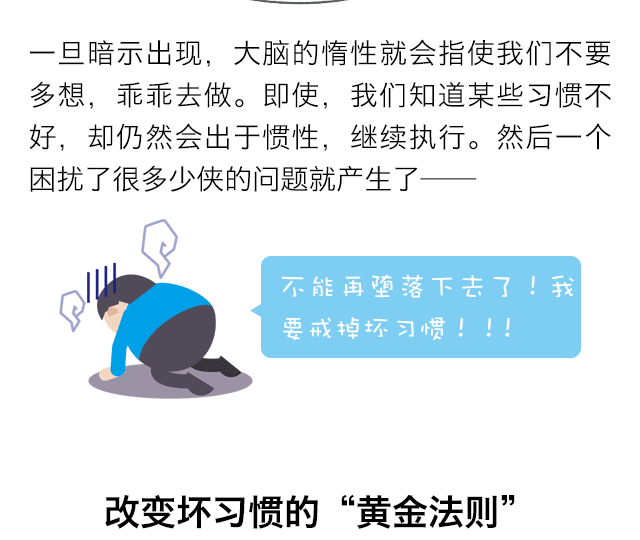 一旦暗示出现，大脑的惰性就会指使我们不要
多想，乖乖去做。即使，我们知道某些习惯不
好，却仍然会出于惯性，继续执行。然后一个
困扰了很多少侠的问题就产生了——
不能再堕落下去了！我
要戒掉坏习惯！！！
改变坏习惯的“黄金法则”